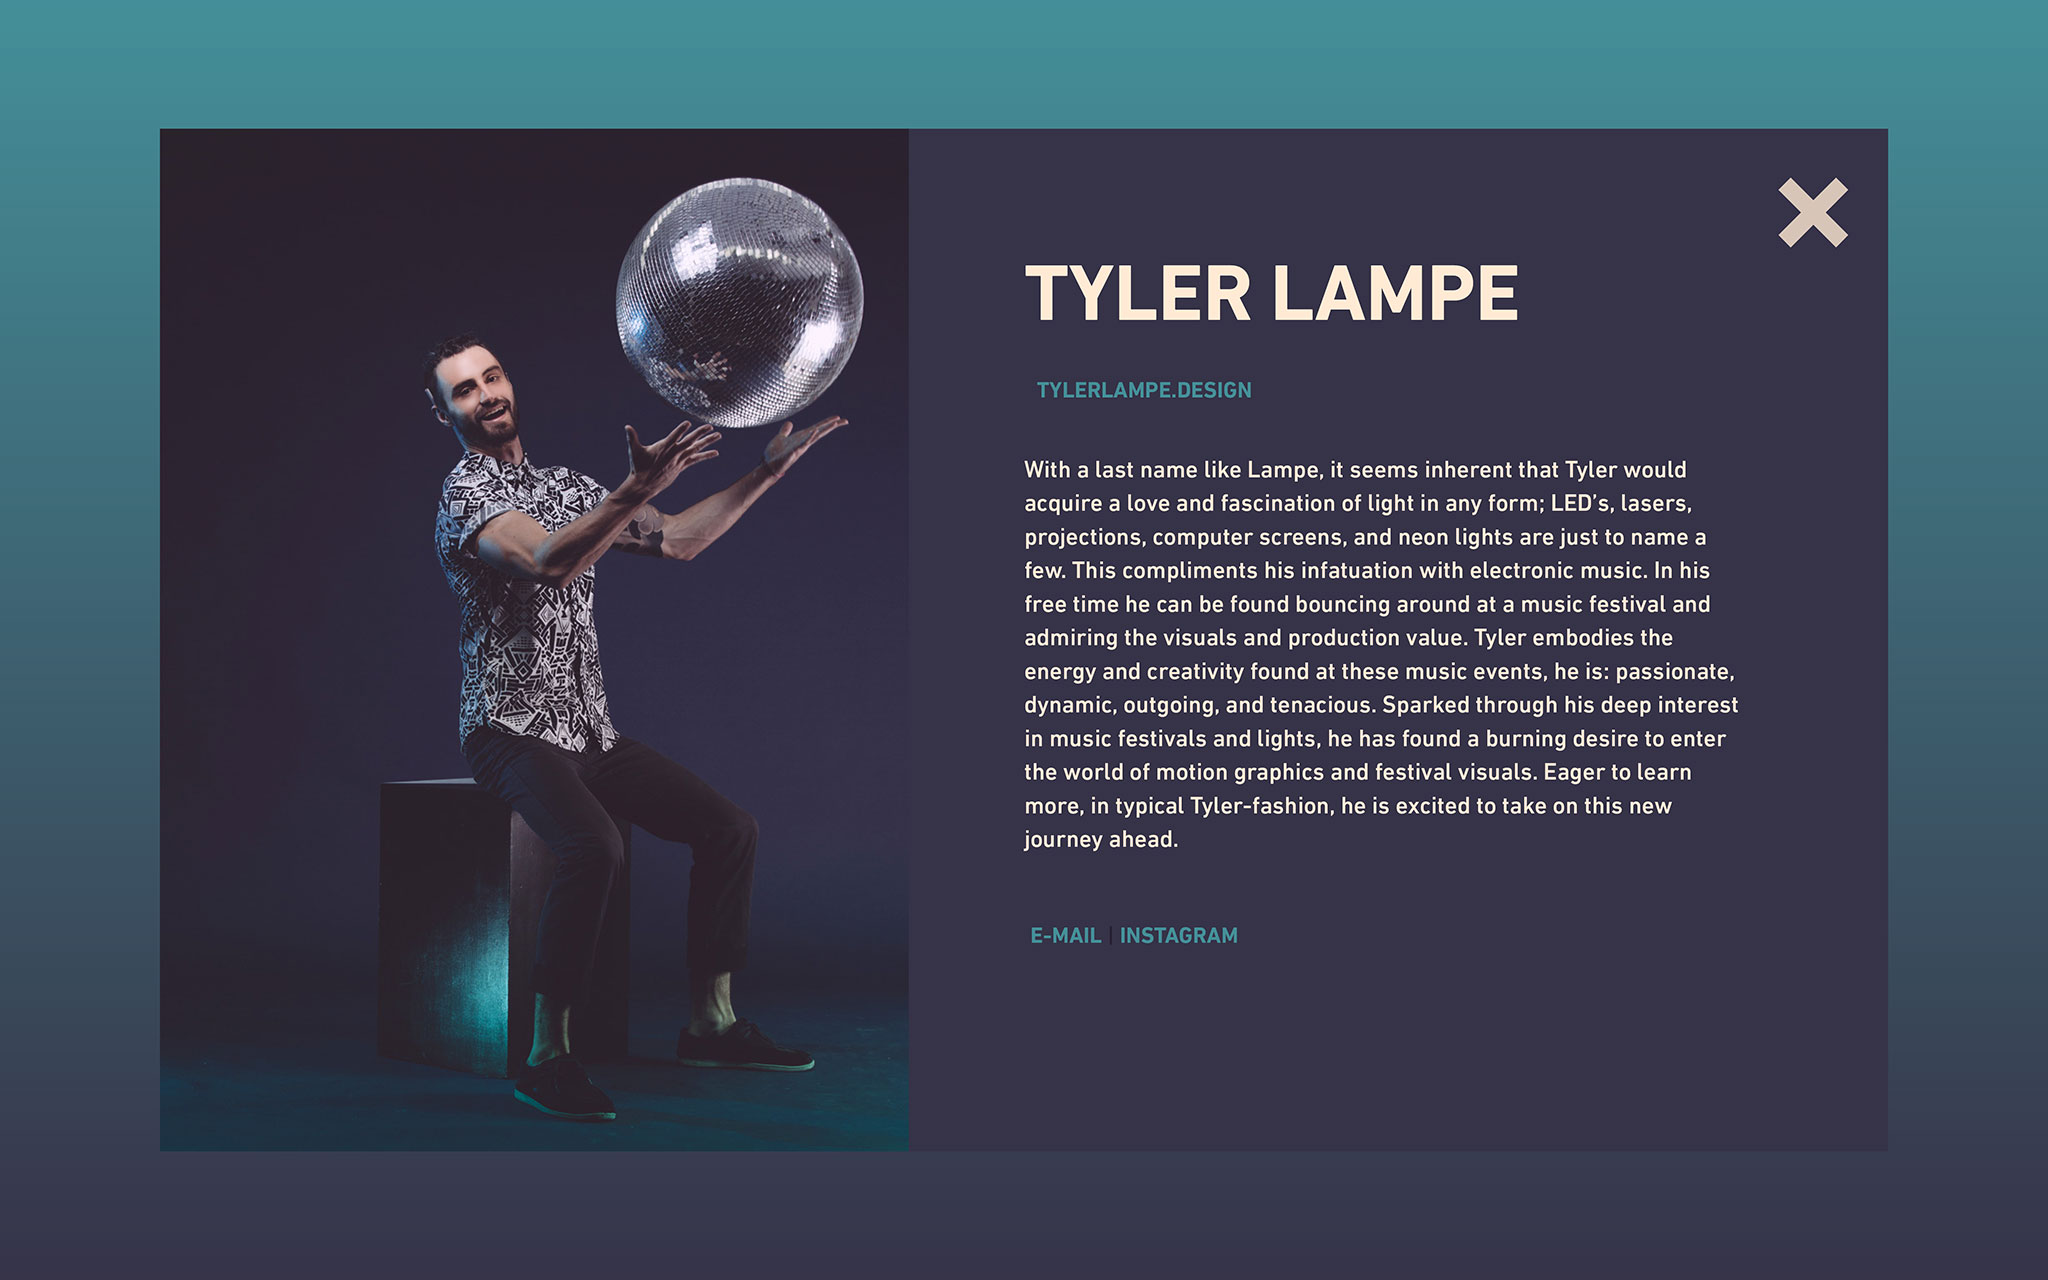 TYLER LAMPE
TYLERLAMPE.DESIGN
With a last name like Lampe, it seems inherent that Tyler would
acquire a love and fascination of light in any form; LED’s, lasers,
projections, computer screens, and neon lights are just to name a
few. This compliments his infatuation with electronic music. In his
free time he can be found bouncing around at a music festival and
admiring the visuals and production value. Tyler embodies the
energy and creativity found at these music events, he is: passionate,
dynamic, outgoing, and tenacious. Sparked through his deep interest
in music festivals and lights, he has found a burning desire to enter
the world of motion graphics and festival visuals. Eager to learn
more, in typical Tyler-fashion, he is excited to take on this new
journey ahead.
E-MAIL | INSTAGRAM